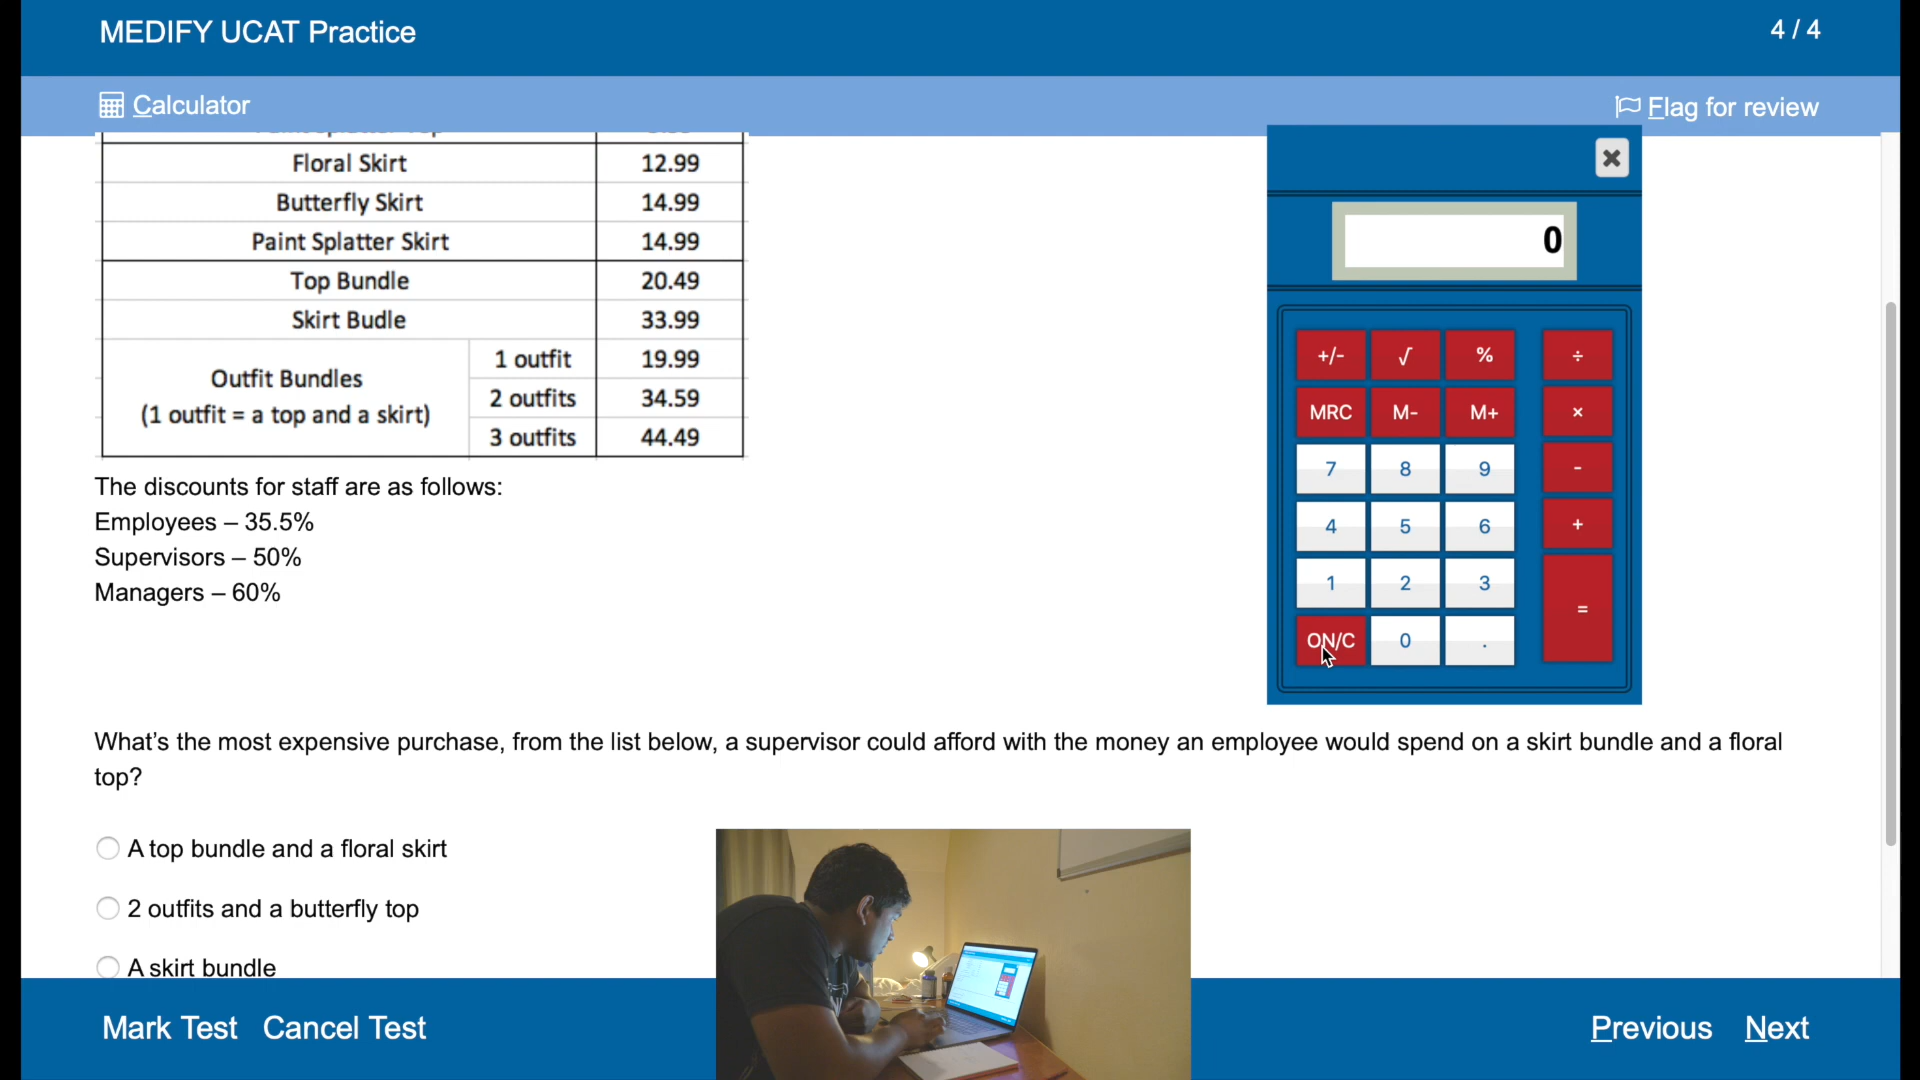 MEDIFY UCAT Practice
4 / 4
Calculator
Flag for review
Floral Skirt 12.99
Butterfly Skirt 14.99
Paint Splatter Skirt 14.99
Top Bundle 20.49
Skirt Budle 33.99
Outfit Bundles
(1 outfit = a top and a skirt)
1 outfit 19.99
2 outfits 34.59
3 outfits 44.49
The discounts for staff are as follows:
Employees – 35.5%
Supervisors – 50%
Managers – 60%
0
+/- √ % ÷
MRC M- M+ ×
7 8 9 -
4 5 6 +
1 2 3 =
ON/C 0 .
What's the most expensive purchase, from the list below, a supervisor could afford with the money an employee would spend on a skirt bundle and a floral
top?
A top bundle and a floral skirt
2 outfits and a butterfly top
A skirt bundle
Mark Test Cancel Test
Previous Next